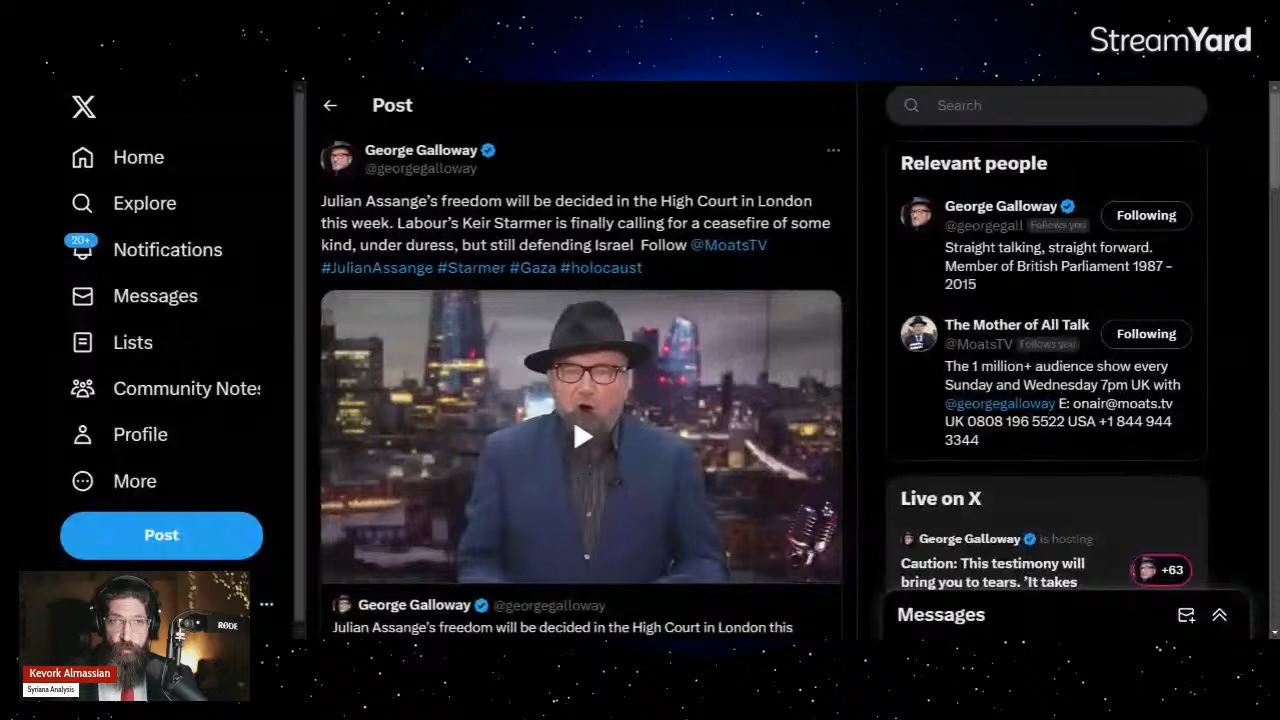 StreamYard
Home
Explore
20+
Notifications
Messages
Lists
Community Notes
Profile
More
Post
Kevork Almassian
Syriana Analysis
RØDE
Post
George Galloway
@georgegalloway
Julian Assange’s freedom will be decided in the High Court in London
this week. Labour’s Keir Starmer is finally calling for a ceasefire of some
kind, under duress, but still defending Israel Follow @MoatsTV
#JulianAssange #Starmer #Gaza #holocaust
George Galloway @georgegalloway
Julian Assange’s freedom will be decided in the High Court in London this
Search
Relevant people
George Galloway
@georgegall Follows you
Following
Straight talking, straight forward.
Member of British Parliament 1987 -
2015
The Mother of All Talk
@MoatsTV Follows you
Following
The 1 million+ audience show every
Sunday and Wednesday 7pm UK with
@georgegalloway E: onair@moats.tv
UK 0808 196 5522 USA +1 844 944
3344
Live on X
George Galloway is hosting
Caution: This testimony will
bring you to tears. 'It takes
+63
Messages